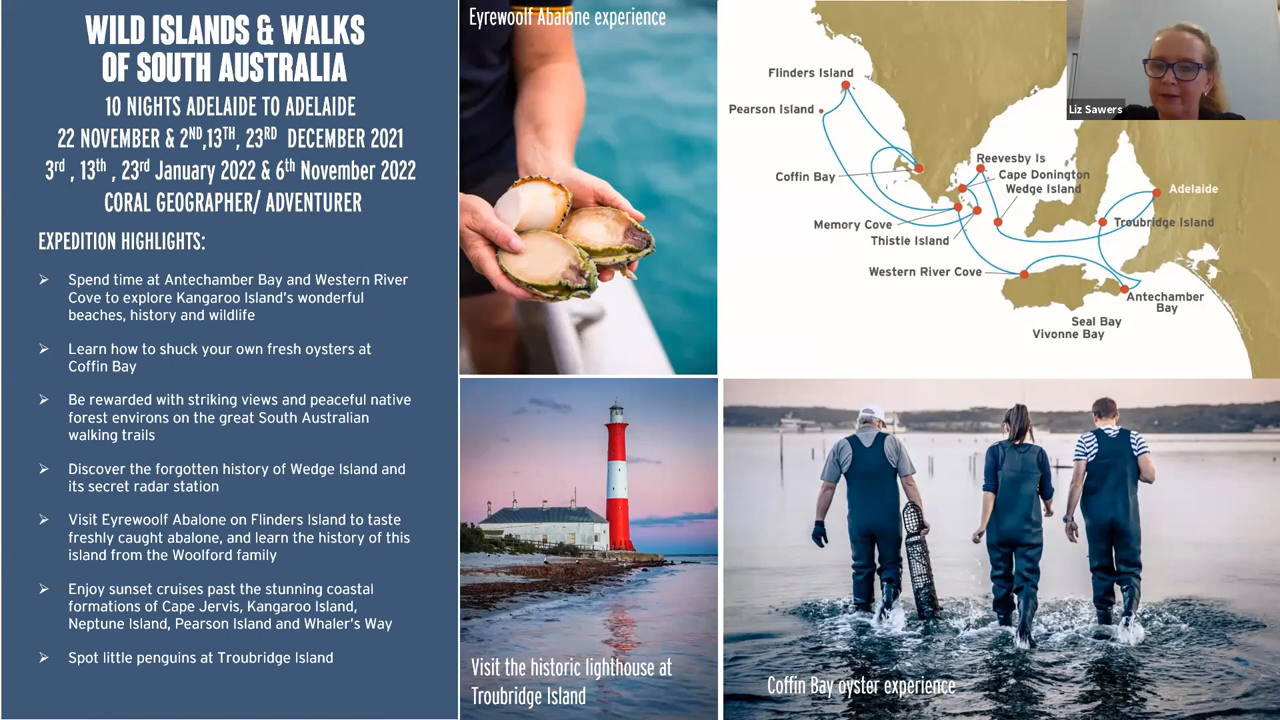 WILD ISLANDS & WALKS
OF SOUTH AUSTRALIA
10 NIGHTS ADELAIDE TO ADELAIDE
22 NOVEMBER & 2ND,13TH, 23RD DECEMBER 2021
3rd , 13th , 23rd January 2022 & 6th November 2022
CORAL GEOGRAPHER/ ADVENTURER
EXPEDITION HIGHLIGHTS:
Spend time at Antechamber Bay and Western River
Cove to explore Kangaroo Island's wonderful
beaches, history and wildlife
Learn how to shuck your own fresh oysters at
Coffin Bay
Be rewarded with striking views and peaceful native
forest environs on the great South Australian
walking trails
Discover the forgotten history of Wedge Island and
its secret radar station
Visit Eyrewoolf Abalone on Flinders Island to taste
freshly caught abalone, and learn the history of this
island from the Woolford family
Enjoy sunset cruises past the stunning coastal
formations of Cape Jervis, Kangaroo Island,
Neptune Island, Pearson Island and Whaler's Way
Spot little penguins at Troubridge Island
Eyrewoolf Abalone experience
Flinders Island
Pearson Island
Coffin Bay
Reevesby Is
Cape Donington
Wedge Island
Adelaide
Memory Cove
Troubridge Island
Thistle Island
Western River Cove
Antechamber
Bay
Seal Bay
Vivonne Bay
Liz Sawers
Visit the historic lighthouse at
Troubridge Island
Coffin Bay oyster experience